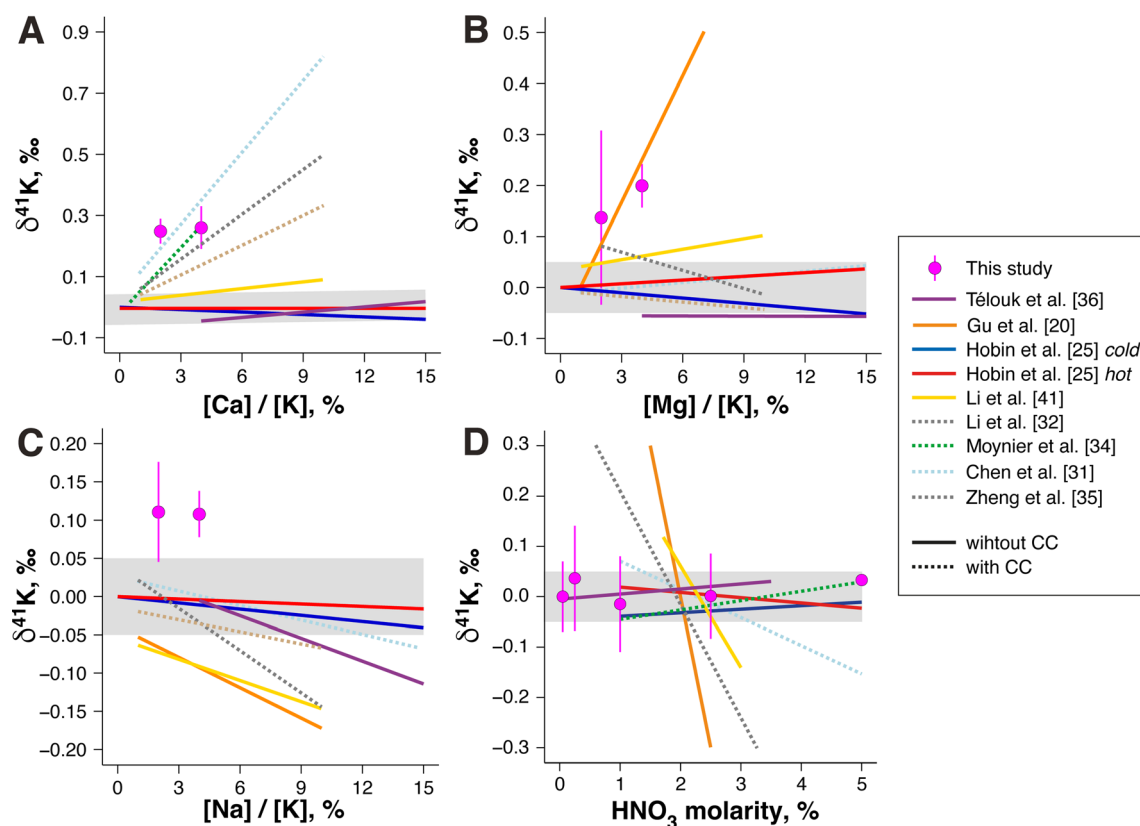 A
0.9
0.7
0.5
0.3
0.1
−0.1
δ⁴¹K, ‰
0 3 6 9 12 15
[Ca] / [K], %
B
0.5
0.4
0.3
0.2
0.1
0.0
−0.1
δ⁴¹K, ‰
0 3 6 9 12 15
[Mg] / [K], %
C
0.20
0.15
0.10
0.05
0.00
−0.05
−0.10
−0.15
−0.20
δ⁴¹K, ‰
0 3 6 9 12 15
[Na] / [K], %
D
0.3
0.2
0.1
0.0
−0.1
−0.2
−0.3
δ⁴¹K, ‰
0 1 2 3 4 5
HNO₃ molarity, %
This study
Télouk et al. [36]
Gu et al. [20]
Hobin et al. [25] cold
Hobin et al. [25] hot
Li et al. [41]
Li et al. [32]
Moynier et al. [34]
Chen et al. [31]
Zheng et al. [35]
wihtout CC
with CC